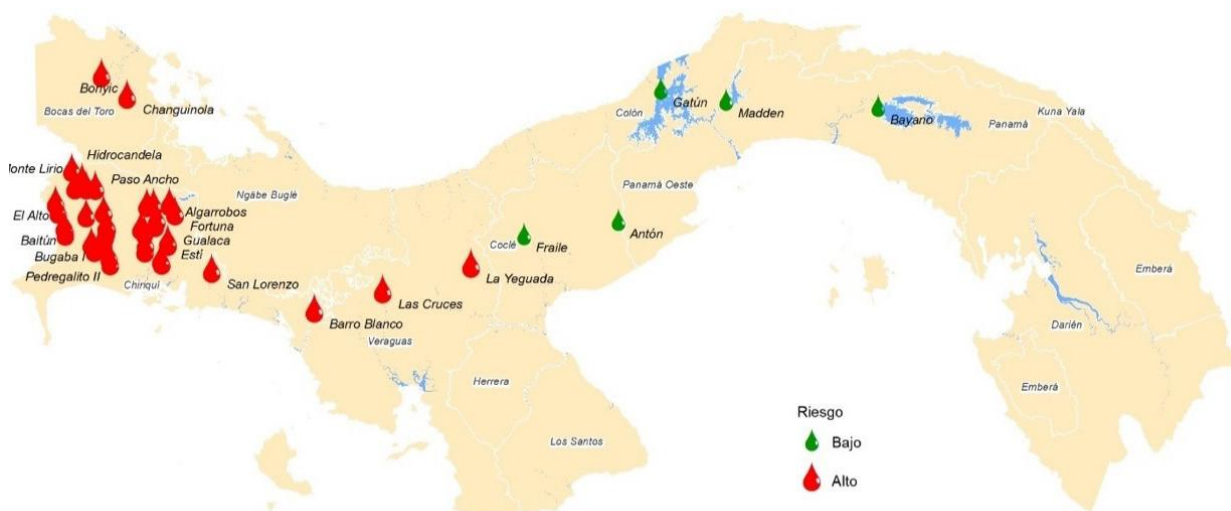 Bonyic
Bocas del Toro
Changuinola
Gatún
Colón
Madden
Bayano
Kuna Yala
Panamá
Hidrocandela
onte Lirio
Paso Ancho
Ngäbe Buglé
Panamá Oeste
El Alto
Algarrobos
Fortuna
Antón
Baitún
Gualaca
Coclé
Fraile
Bugaba I
Estí
Pedregalito II
Chiriquí
San Lorenzo
La Yeguada
Emberá
Las Cruces
Barro Blanco
Veraguas
Darién
Herrera
Emberá
Riesgo
Los Santos
Bajo
Alto